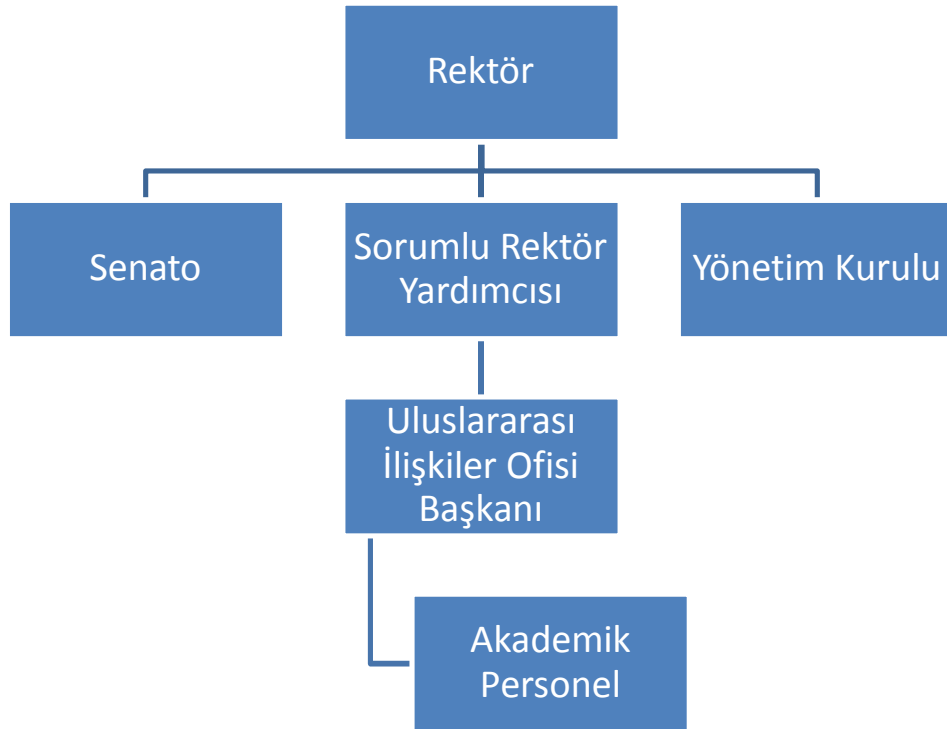 Rektör
Senato
Sorumlu Rektör
Yardımcısı
Yönetim Kurulu
Uluslararası
İlişkiler Ofisi
Başkanı
Akademik
Personel